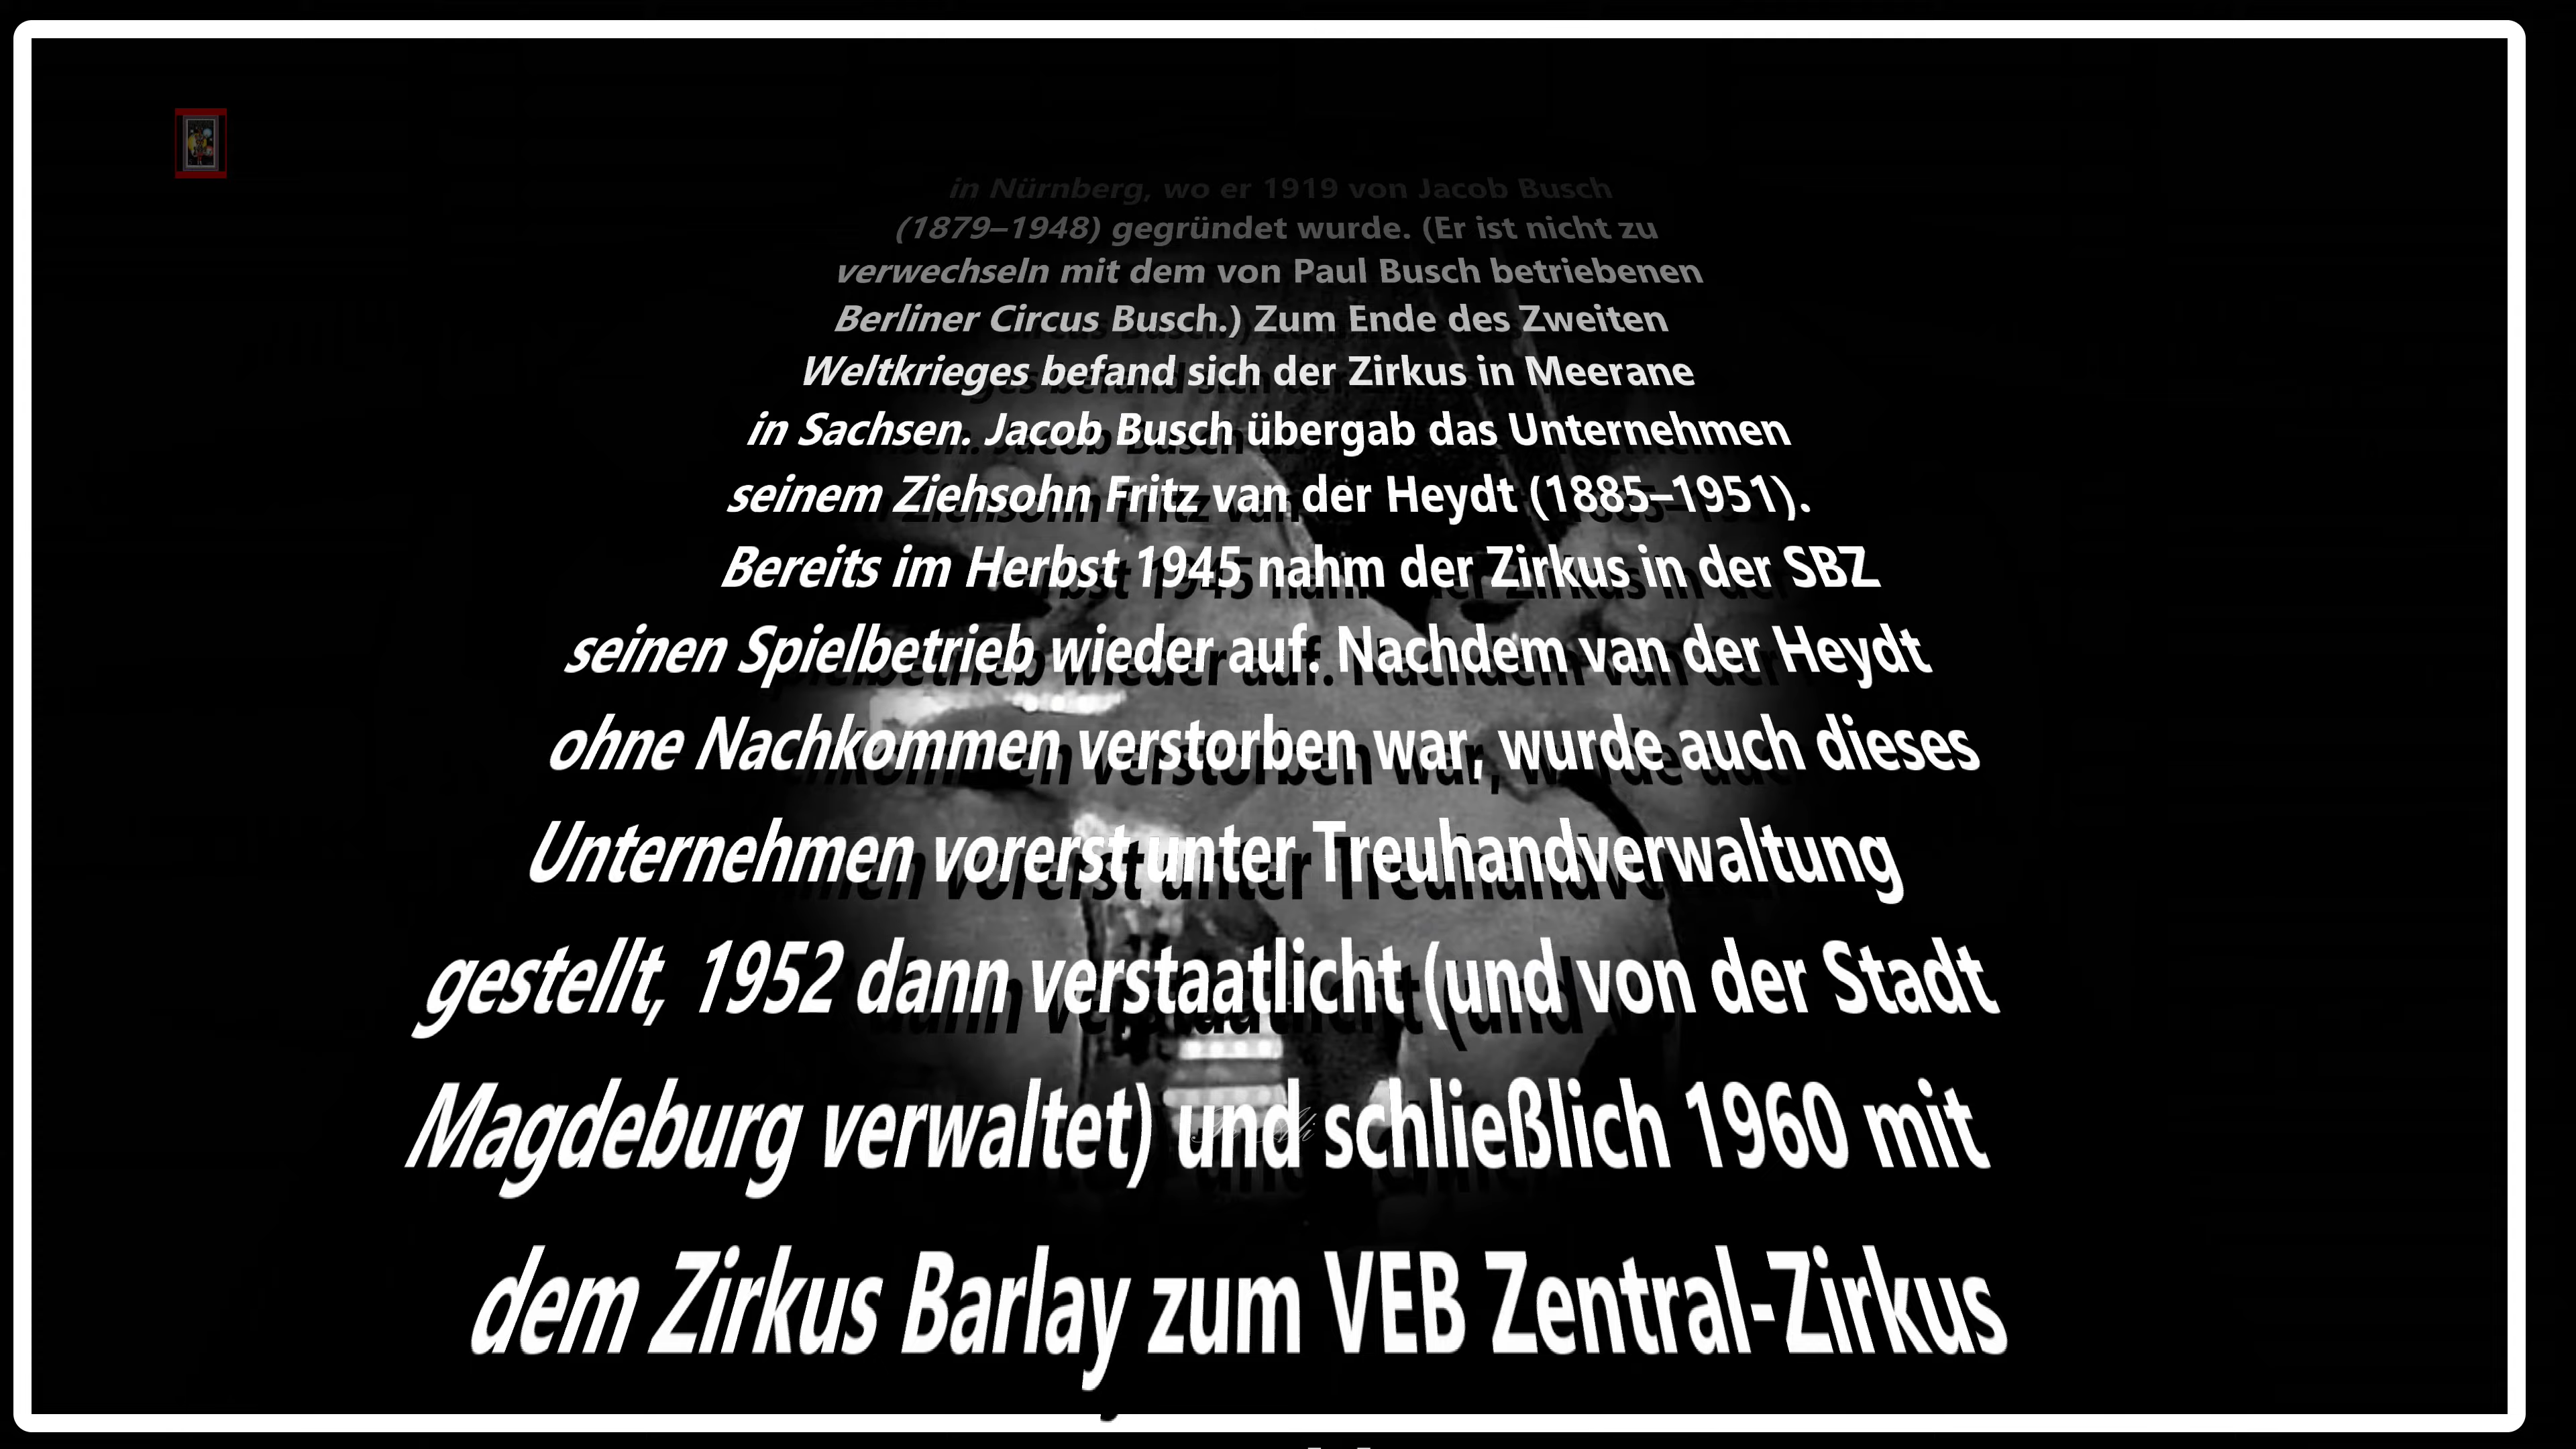 in Nürnberg, wo er 1919 von Jacob Busch
(1879–1948) gegründet wurde. (Er ist nicht zu
verwechseln mit dem von Paul Busch betriebenen
Berliner Circus Busch.) Zum Ende des Zweiten
Weltkrieges befand sich der Zirkus in Meerane
in Sachsen. Jacob Busch übergab das Unternehmen
seinem Ziehsohn Fritz van der Heydt (1885–1951).
Bereits im Herbst 1945 nahm der Zirkus in der SBZ
seinen Spielbetrieb wieder auf. Nachdem van der Heydt
ohne Nachkommen verstorben war, wurde auch dieses
Unternehmen vorerst unter Treuhandverwaltung
gestellt, 1952 dann verstaatlicht (und von der Stadt
Magdeburg verwaltet) und schließlich 1960 mit
dem Zirkus Barlay zum VEB Zentral-Zirkus